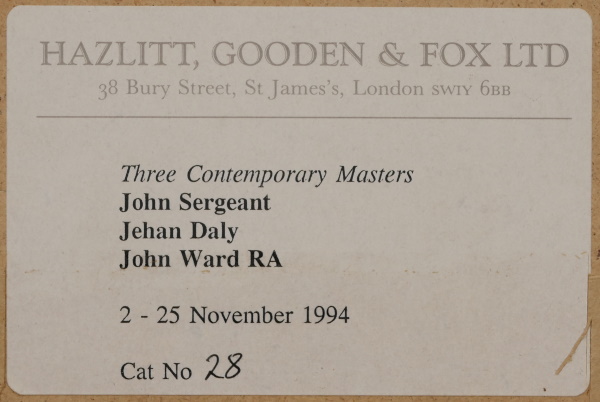 HAZLITT, GOODEN & FOX LTD
38 Bury Street, St James's, London SW1Y 6BB
Three Contemporary Masters
John Sergeant
Jehan Daly
John Ward RA
2 - 25 November 1994
Cat No 28